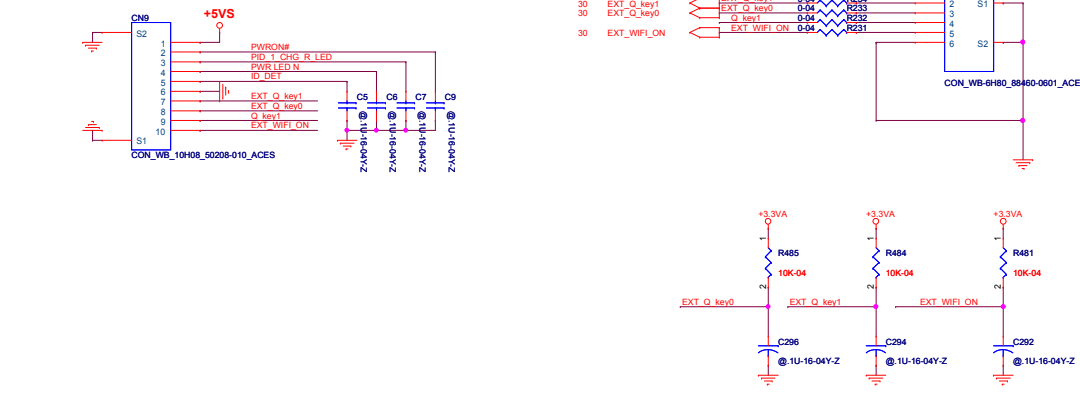 +5VS
CN9
S2
1
2
3
4
5
6
7
8
9
10
S1
PWRON#
PID_1_CHG_R_LED
PWR LED N
ID_DET
EXT_Q_key1
EXT_Q_key0
Q_key1
EXT_WIFI_ON
CON_WB_10H08_50208-010_ACES
C5
@.1U-16-04Y-Z
C6
@.1U-16-04Y-Z
C7
@.1U-16-04Y-Z
C9
@.1U-16-04Y-Z
30 EXT_Q_key1
30 EXT_Q_key0
30 EXT_WIFI_ON
EXT_Q_key0 0-04 R233
Q_key1 0-04 R232
EXT_WIFI_ON 0-04 R231
2
3
4
5
6
S1
S2
CON_WB-6H80_88460-0601_ACE
+3.3VA
1
R485
10K-04
2
EXT_Q_key0
C296
@.1U-16-04Y-Z
+3.3VA
1
R484
10K-04
2
EXT_Q_key1
C294
@.1U-16-04Y-Z
+3.3VA
1
R481
10K-04
2
EXT_WIFI_ON
C292
@.1U-16-04Y-Z